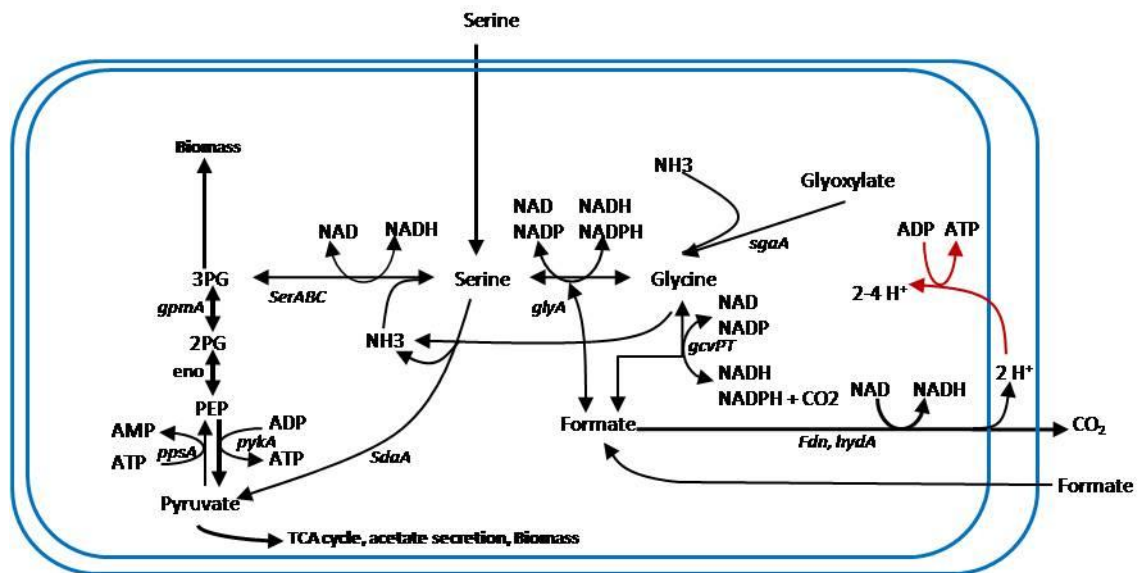 Serine
Biomass
NH3
Glyoxylate
NAD
NADH
NAD
NADP
NADH
NADPH
sgaA
ADP
ATP
3PG
SerABC
Serine
glyA
Glycine
2-4 H⁺
gpmA
NAD
NADP
2PG
NH3
gcvPT
eno
NADH
NADPH + CO2
NAD
NADH
2 H⁺
PEP
AMP
ADP
ppsA
pykA
ATP
ATP
SdaA
Formate
Fdn, hydA
CO₂
Pyruvate
Formate
TCA cycle, acetate secretion, Biomass